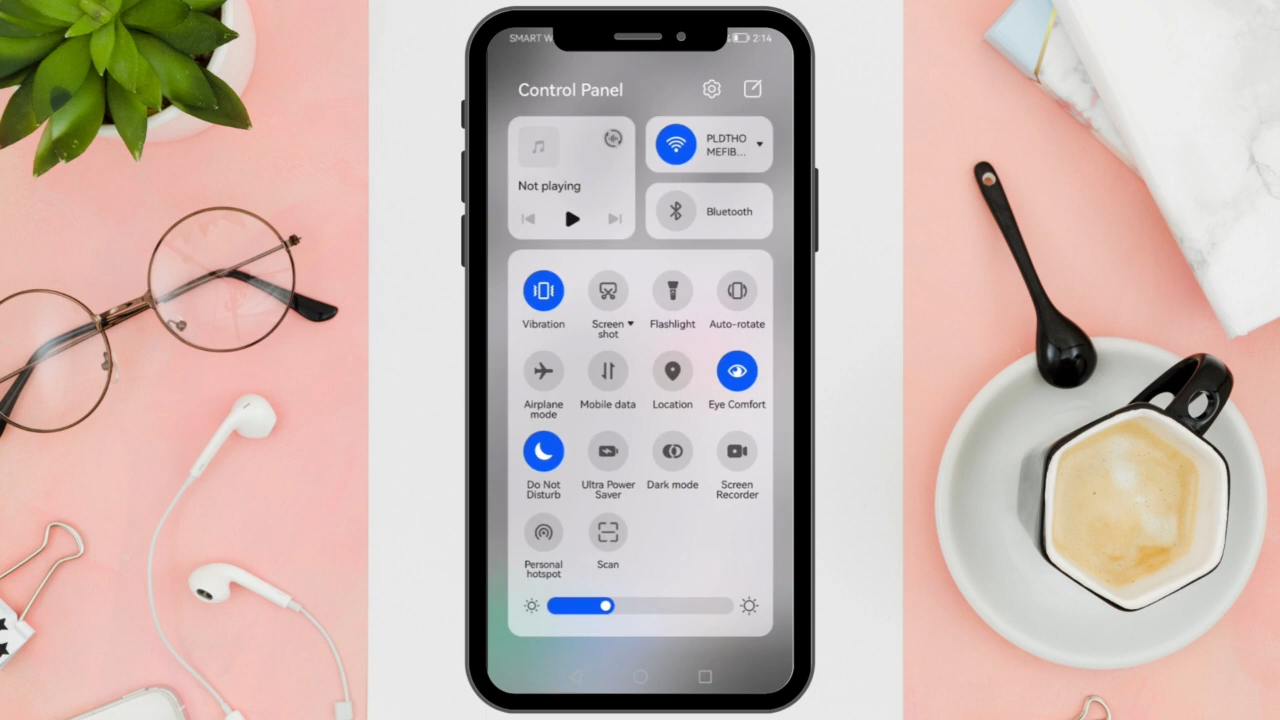 SMART
2:14
Control Panel
PLDTHO
MEFIB...
Not playing
Bluetooth
Vibration
Screen
shot
Flashlight
Auto-rotate
Airplane
mode
Mobile data
Location
Eye Comfort
Do Not
Disturb
Ultra Power
Saver
Dark mode
Screen
Recorder
Personal
hotspot
Scan